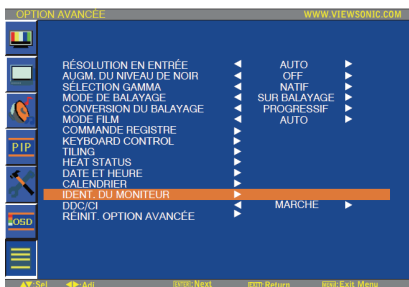 OPTION AVANCÉE WWW.VIEWSONIC.COM
RÉSOLUTION EN ENTRÉE ◀ AUTO ▶
AUGM. DU NIVEAU DE NOIR ◀ OFF ▶
SÉLECTION GAMMA ◀ NATIF ▶
MODE DE BALAYAGE ◀ SUR BALAYAGE ▶
CONVERSION DU BALAYAGE ◀ PROGRESSIF ▶
MODE FILM ◀ AUTO ▶
COMMANDE REGISTRE ▶
KEYBOARD CONTROL ▶
TILING ▶
HEAT STATUS ▶
DATE ET HEURE ▶
CALENDRIER ▶
IDENT. DU MONITEUR ▶
DDC/CI ◀ MARCHE ▶
RÉINIT. OPTION AVANCÉE ▶
PIP
OSD
▲▼:Sel ◀▶:Adj ENTER:Next EXIT:Return MENU:Exit Menu